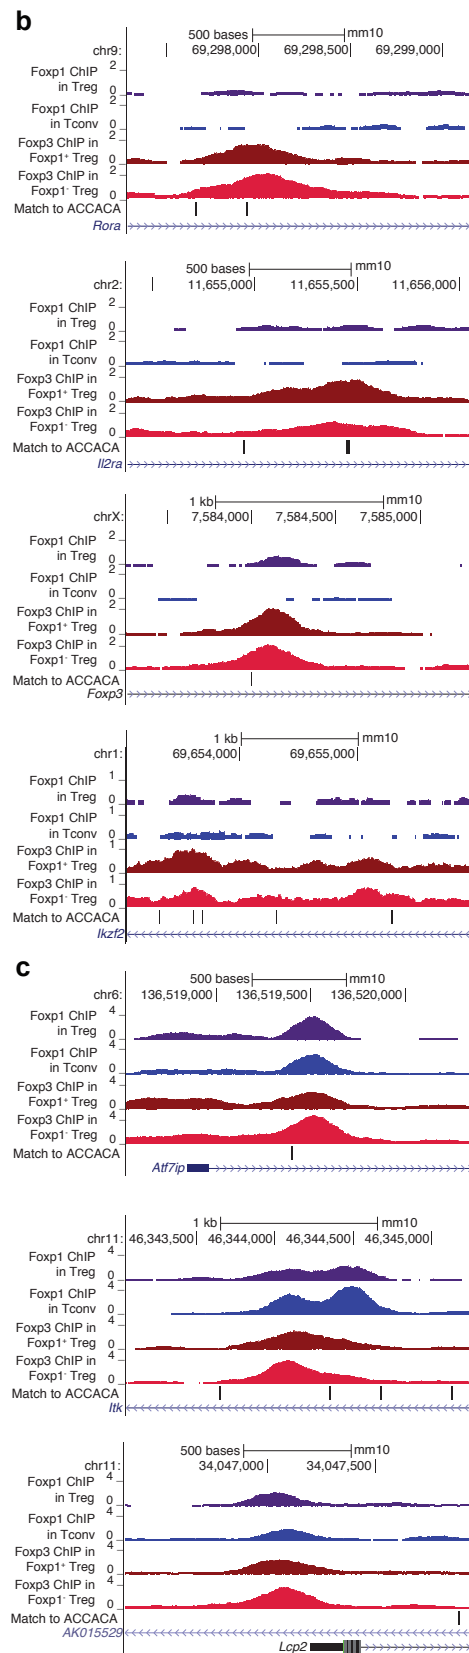 b
500 bases mm10
chr9: 69,298,000 69,298,500 69,299,000
Foxp1 ChIP in Treg 2 0
Foxp1 ChIP in Tconv 2 0
Foxp3 ChIP in Foxp1+ Treg 2 0
Foxp3 ChIP in Foxp1- Treg 2 0
Match to ACCACA
Rora
500 bases mm10
chr2: 11,655,000 11,655,500 11,656,000
Foxp1 ChIP in Treg 2 0
Foxp1 ChIP in Tconv 2 0
Foxp3 ChIP in Foxp1+ Treg 2 0
Foxp3 ChIP in Foxp1- Treg 2 0
Match to ACCACA
Il2ra
1 kb mm10
chrX: 7,584,000 7,584,500 7,585,000
Foxp1 ChIP in Treg 2 0
Foxp1 ChIP in Tconv 2 0
Foxp3 ChIP in Foxp1+ Treg 2 0
Foxp3 ChIP in Foxp1- Treg 2 0
Match to ACCACA
Foxp3
1 kb mm10
chr1: 69,654,000 69,655,000
Foxp1 ChIP in Treg 1 0
Foxp1 ChIP in Tconv 1 0
Foxp3 ChIP in Foxp1+ Treg 1 0
Foxp3 ChIP in Foxp1- Treg 1 0
Match to ACCACA
Ikzf2
c
500 bases mm10
chr6: 136,519,000 136,519,500 136,520,000
Foxp1 ChIP in Treg 4 0
Foxp1 ChIP in Tconv 4 0
Foxp3 ChIP in Foxp1+ Treg 4 0
Foxp3 ChIP in Foxp1- Treg 4 0
Match to ACCACA
Atf7ip
1 kb mm10
chr11: 46,343,500 46,344,000 46,344,500 46,345,000
Foxp1 ChIP in Treg 4 0
Foxp1 ChIP in Tconv 4 0
Foxp3 ChIP in Foxp1+ Treg 4 0
Foxp3 ChIP in Foxp1- Treg 4 0
Match to ACCACA
Itk
500 bases mm10
chr11: 34,047,000 34,047,500
Foxp1 ChIP in Treg 4 0
Foxp1 ChIP in Tconv 4 0
Foxp3 ChIP in Foxp1+ Treg 4 0
Foxp3 ChIP in Foxp1- Treg 4 0
Match to ACCACA
AK015529
Lcp2